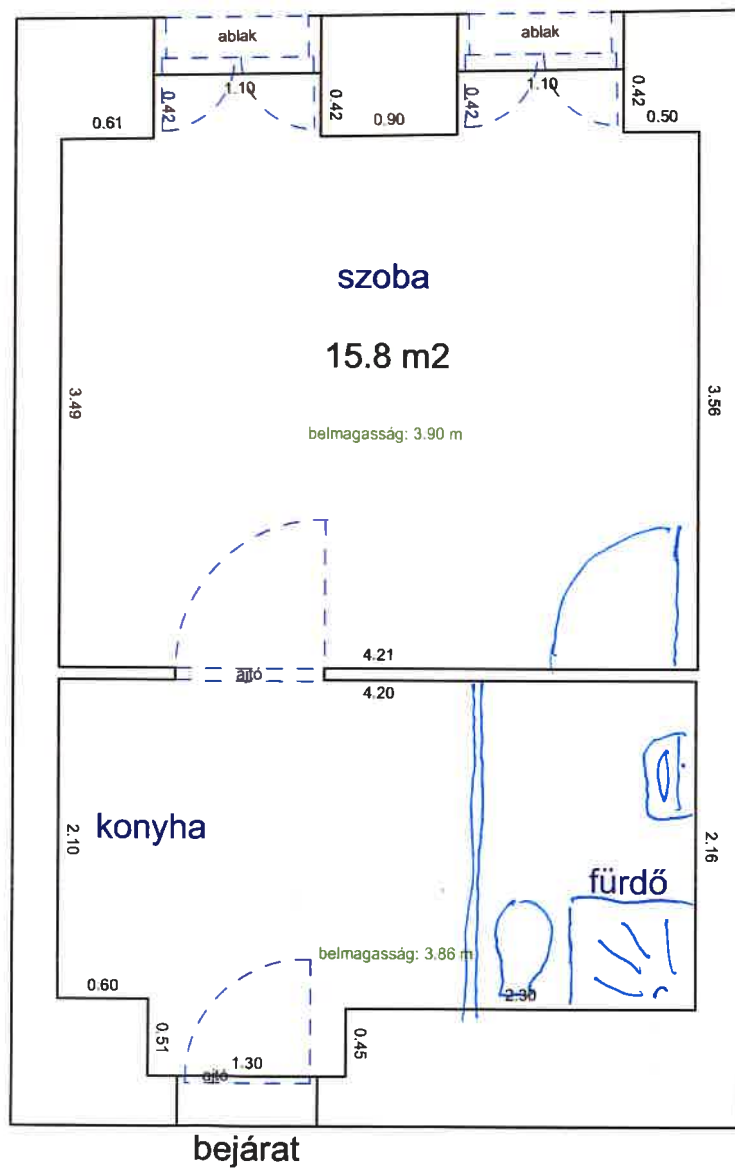 ablak
ablak
0.42
1.10
0.42
0.42
1.10
0.42
0.61
0.90
0.50
szoba
15.8 m2
3.49
3.56
belmagasság: 3.90 m
4.21
ajtó
4.20
konyha
2.10
2.16
fürdő
belmagasság: 3.86 m
0.60
2.30
0.51
1.30
0.45
ajtó
bejárat